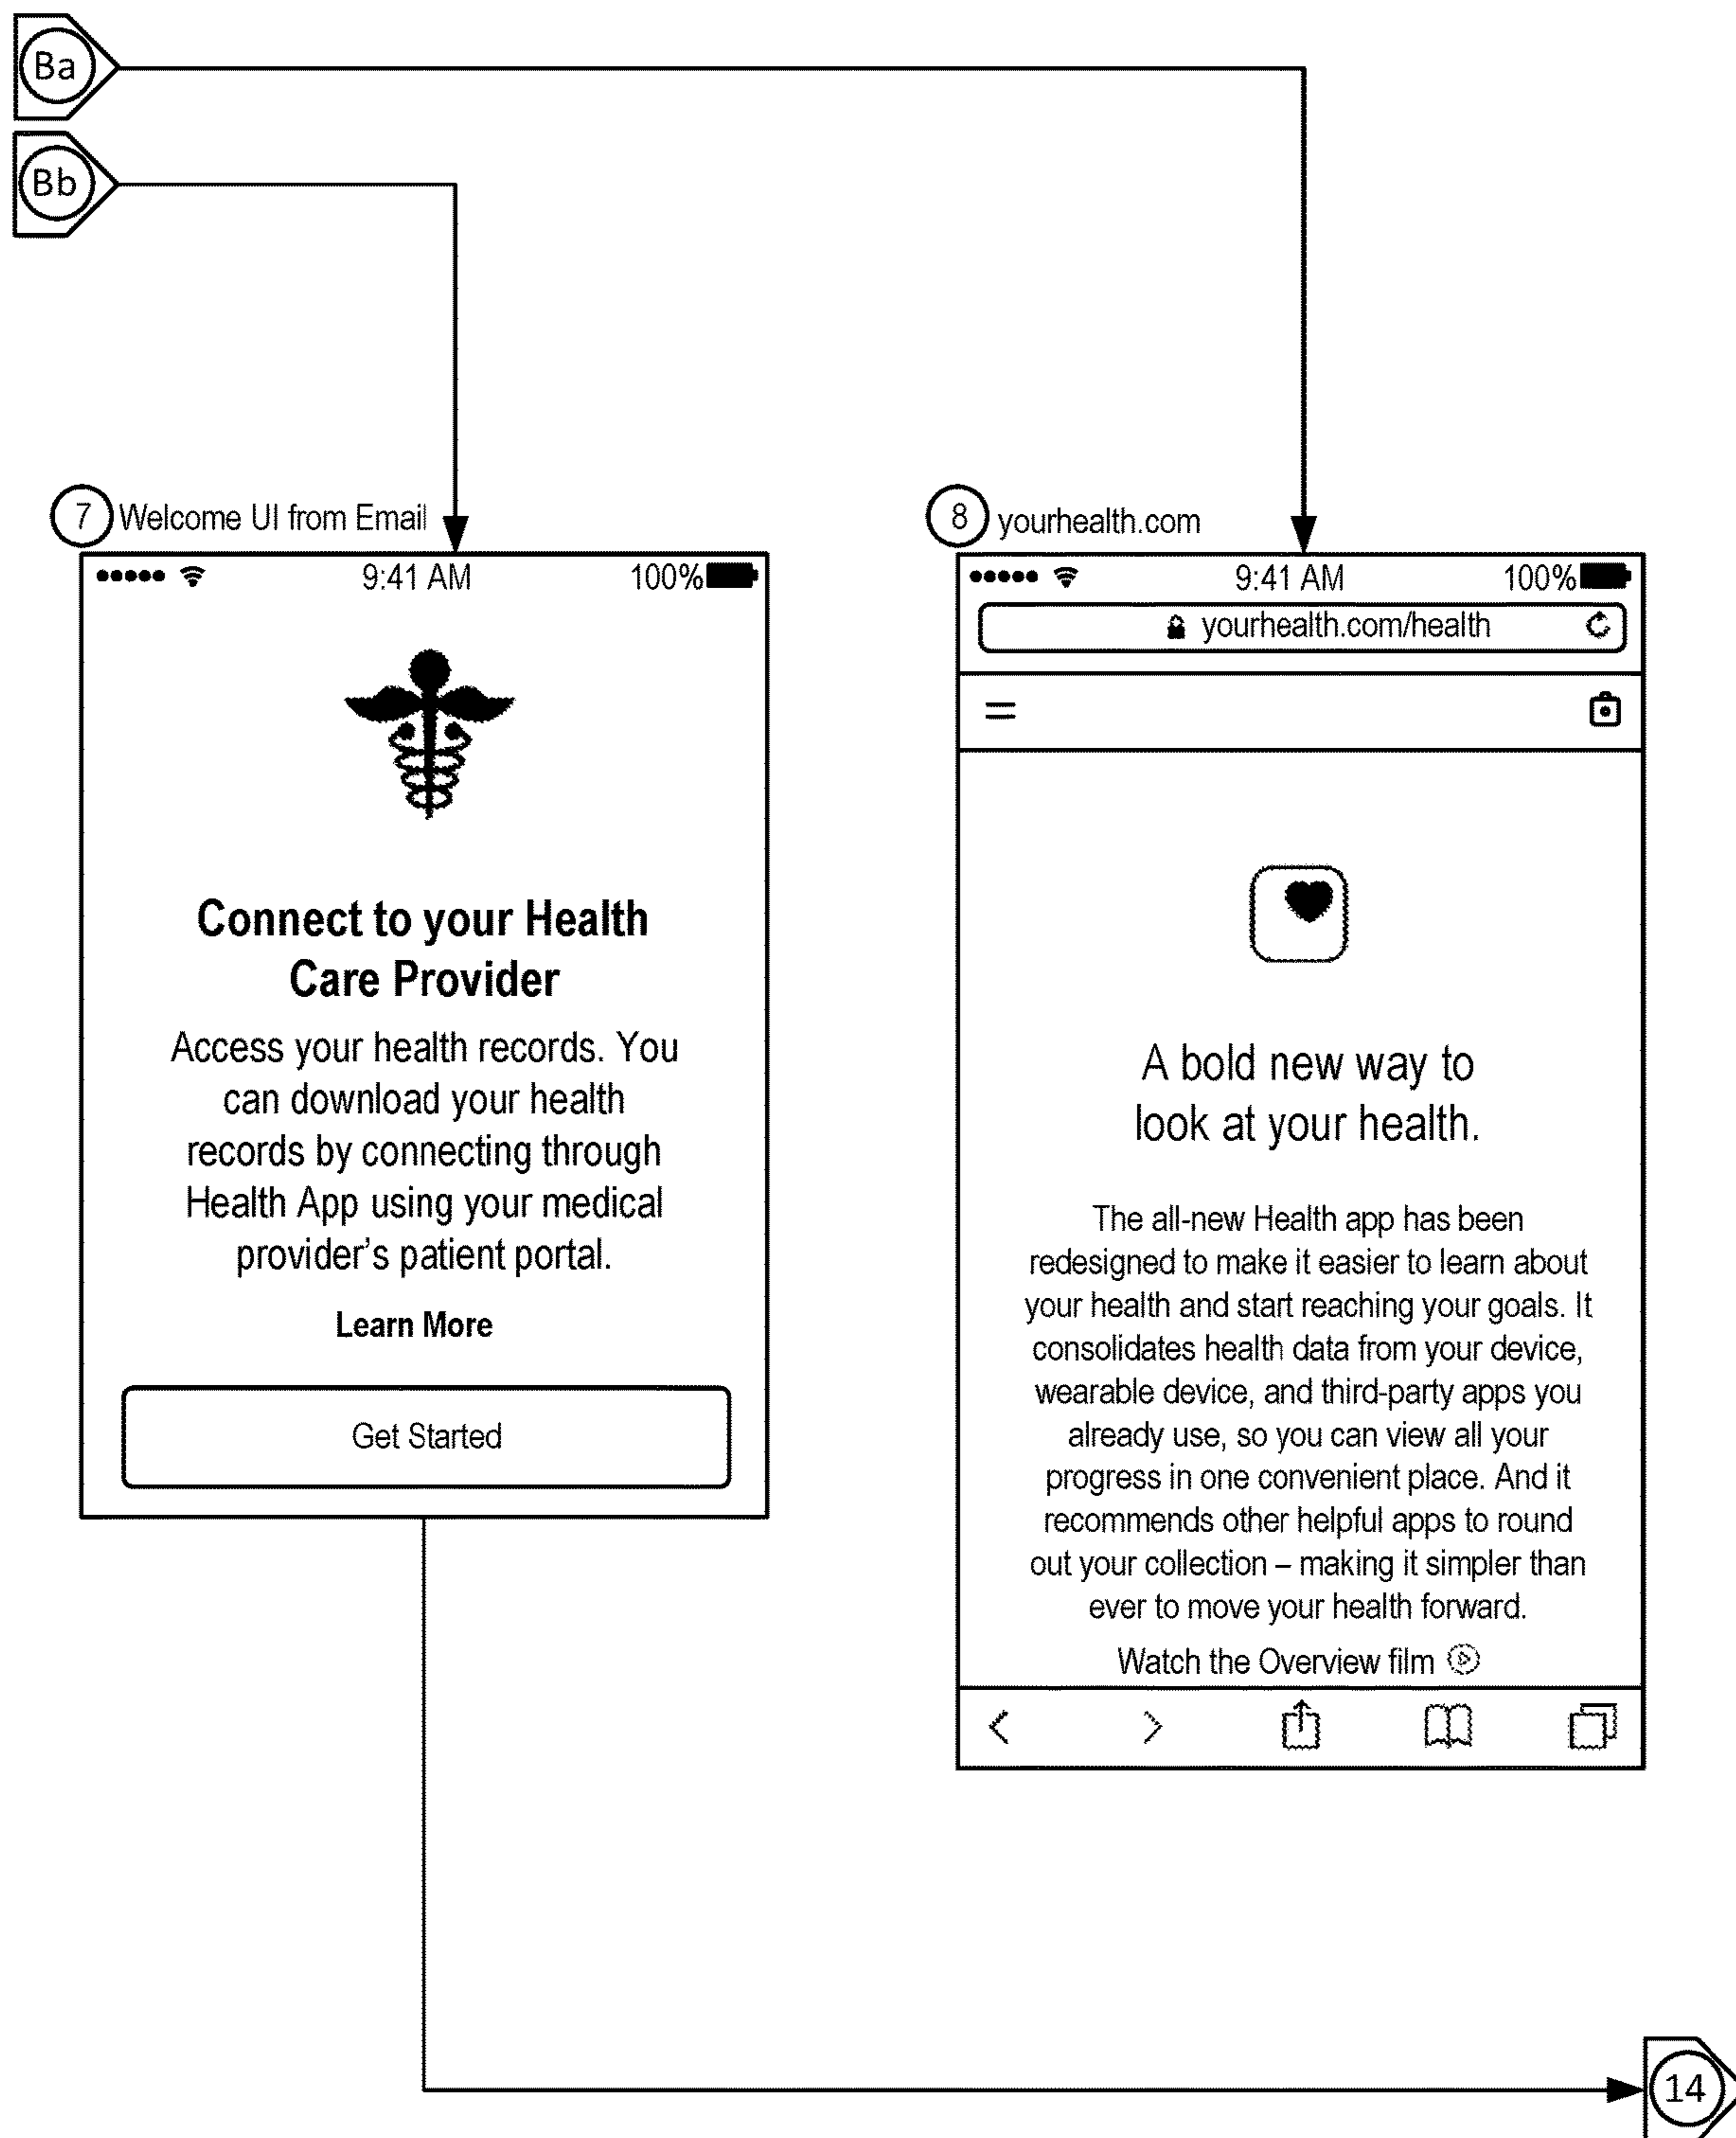 Ba
Bb
7 Welcome UI from Email
9:41 AM 100%
Connect to your Health
Care Provider
Access your health records. You
can download your health
records by connecting through
Health App using your medical
provider's patient portal.
Learn More
Get Started
8 yourhealth.com
9:41 AM 100%
yourhealth.com/health
A bold new way to
look at your health.
The all-new Health app has been
redesigned to make it easier to learn about
your health and start reaching your goals. It
consolidates health data from your device,
wearable device, and third-party apps you
already use, so you can view all your
progress in one convenient place. And it
recommends other helpful apps to round
out your collection – making it simpler than
ever to move your health forward.
Watch the Overview film
14